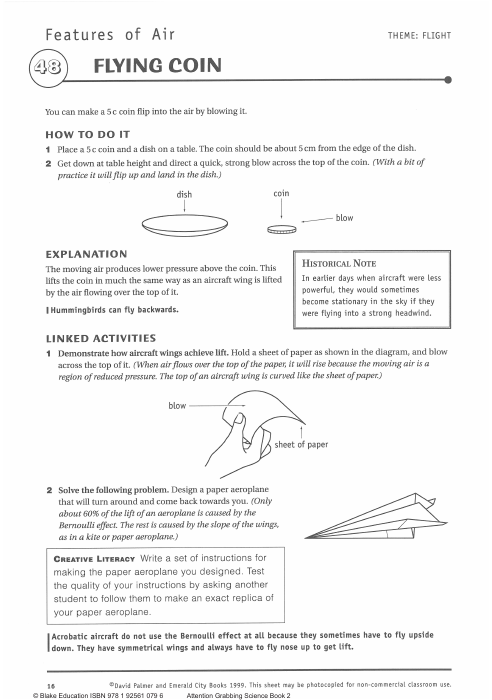 Features of Air
THEME: FLIGHT
48
FLYING COIN
You can make a 5 c coin flip into the air by blowing it.
HOW TO DO IT
1 Place a 5 c coin and a dish on a table. The coin should be about 5 cm from the edge of the dish.
2 Get down at table height and direct a quick, strong blow across the top of the coin. (With a bit of
practice it will flip up and land in the dish.)
dish
coin
blow
EXPLANATION
The moving air produces lower pressure above the coin. This
lifts the coin in much the same way as an aircraft wing is lifted
by the air flowing over the top of it.
Hummingbirds can fly backwards.
HISTORICAL NOTE
In earlier days when aircraft were less
powerful, they would sometimes
become stationary in the sky if they
were flying into a strong headwind.
LINKED ACTIVITIES
1 Demonstrate how aircraft wings achieve lift. Hold a sheet of paper as shown in the diagram, and blow
across the top of it. (When air flows over the top of the paper, it will rise because the moving air is a
region of reduced pressure. The top of an aircraft wing is curved like the sheet of paper.)
blow
sheet of paper
2 Solve the following problem. Design a paper aeroplane
that will turn around and come back towards you. (Only
about 60% of the lift of an aeroplane is caused by the
Bernoulli effect. The rest is caused by the slope of the wings,
as in a kite or paper aeroplane.)
CREATIVE LITERACY Write a set of instructions for
making the paper aeroplane you designed. Test
the quality of your instructions by asking another
student to follow them to make an exact replica of
your paper aeroplane.
Acrobatic aircraft do not use the Bernoulli effect at all because they sometimes have to fly upside
down. They have symmetrical wings and always have to fly nose up to get lift.
16
©David Palmer and Emerald City Books 1999. This sheet may be photocopied for non-commercial classroom use.
© Blake Education ISBN 978 1 92561 079 6 Attention Grabbing Science Book 2